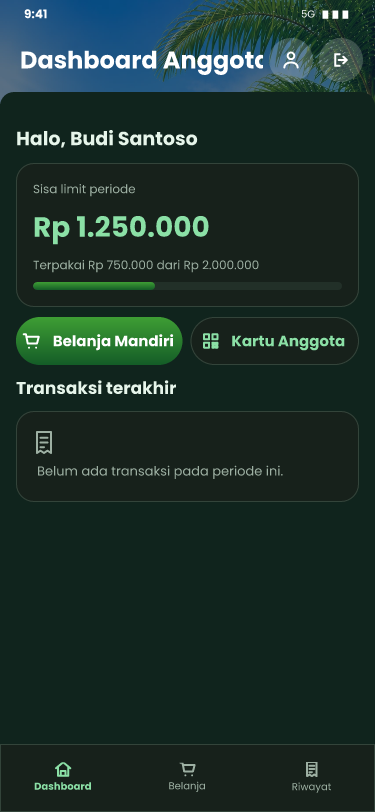 9:41
5G
Dashboard Anggota
Halo, Budi Santoso
Sisa limit periode
Rp 1.250.000
Terpakai Rp 750.000 dari Rp 2.000.000
Belanja Mandiri
Kartu Anggota
Transaksi terakhir
Belum ada transaksi pada periode ini.
Dashboard
Belanja
Riwayat